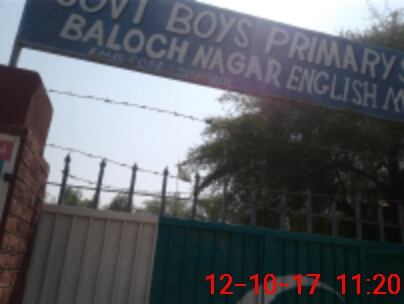 GOVT BOYS PRIMARY S
BALOCH NAGAR ENGLISH M
12-10-17 11:20